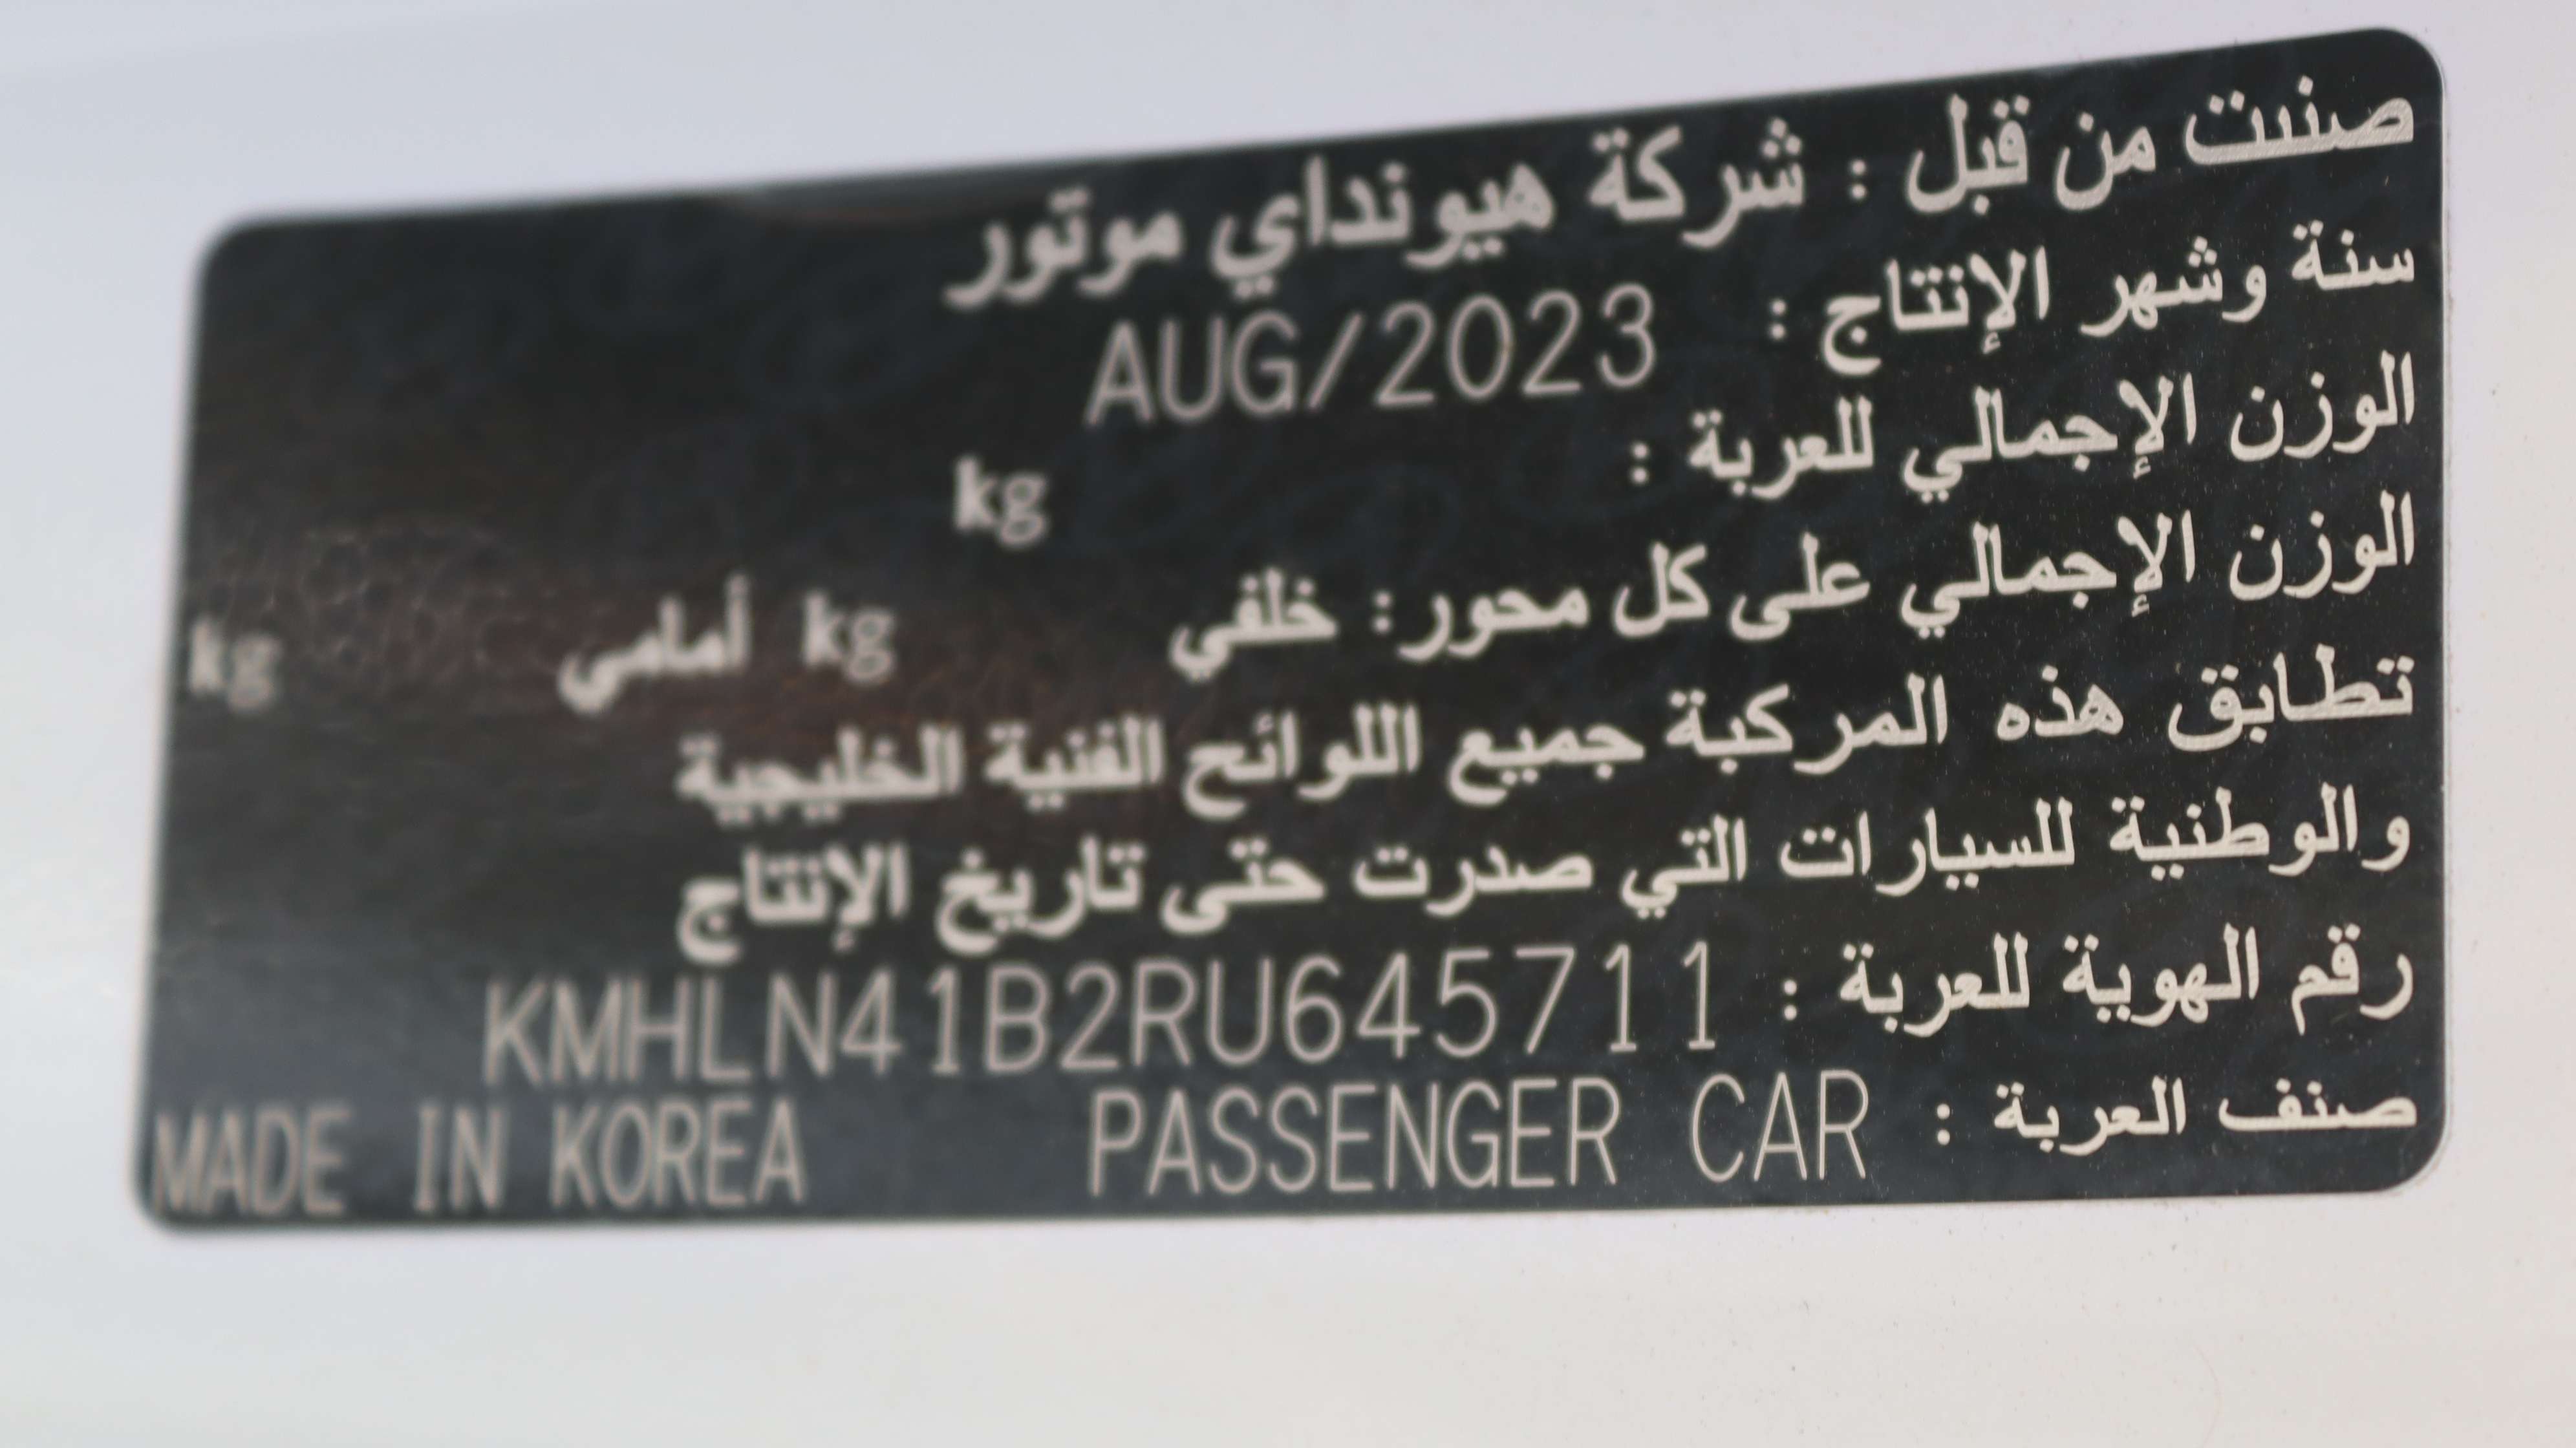 صنت من قبل : شركة هيونداي موتور
سنة وشهر الإنتاج : AUG/2023
الوزن الإجمالي للعربة : kg
الوزن الإجمالي على كل محور: خلفي kg أمامي kg
تطابق هذه المركبة جميع اللوائح الفنية الخليجية
والوطنية للسيارات التي صدرت حتى تاريخ الإنتاج
رقم الهوية للعربة : KMHLN41B2RU645711
صنف العربة : PASSENGER CAR MADE IN KOREA